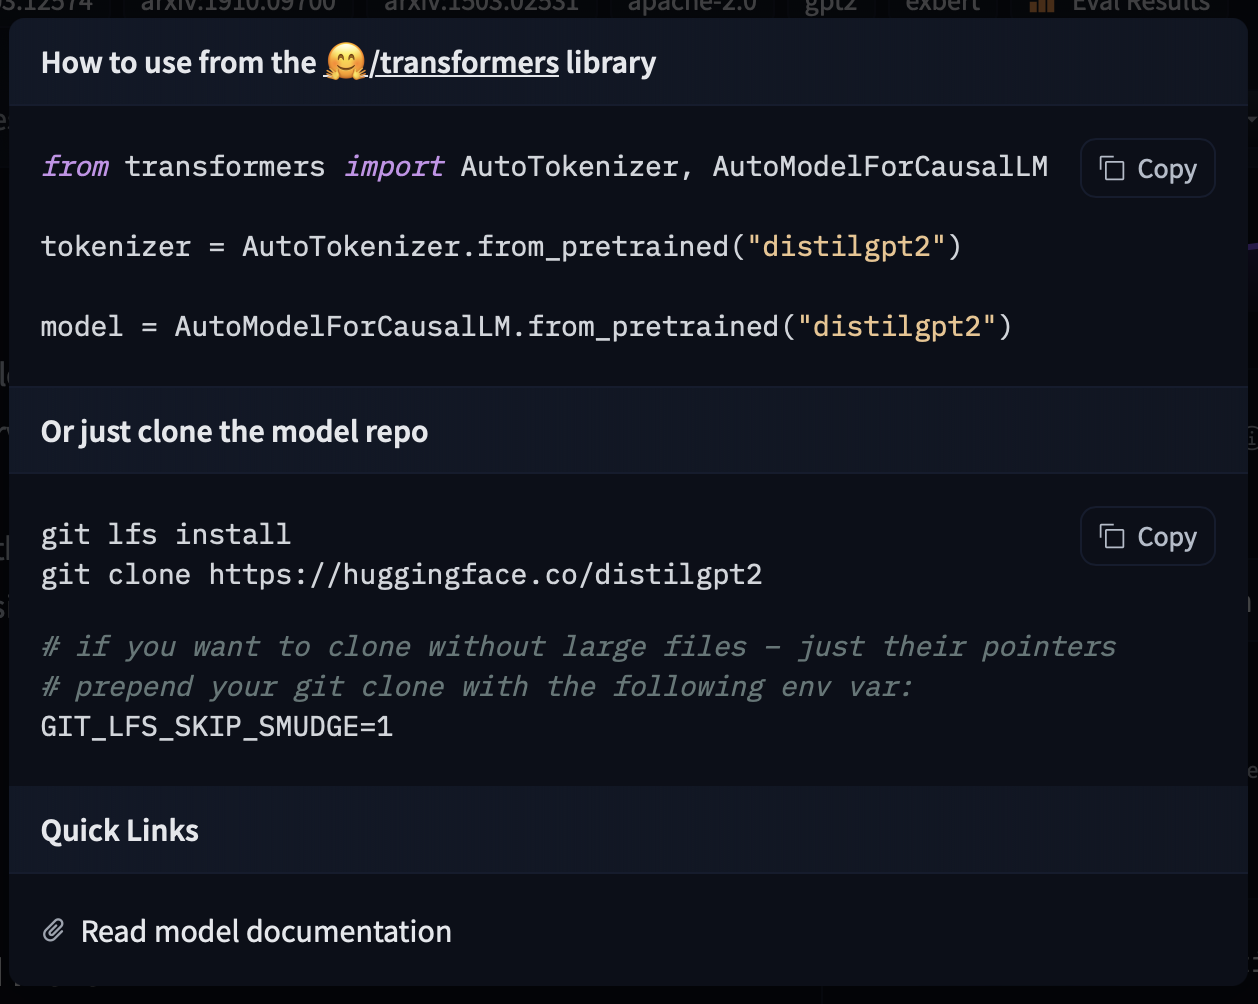 arxiv.1910.09700 arxiv.1503.02531 apache-2.0 gpt2 expert Eval Results
How to use from the 🤗/transformers library
from transformers import AutoTokenizer, AutoModelForCausalLM
Copy
tokenizer = AutoTokenizer.from_pretrained("distilgpt2")
model = AutoModelForCausalLM.from_pretrained("distilgpt2")
Or just clone the model repo
git lfs install
Copy
git clone https://huggingface.co/distilgpt2
# if you want to clone without large files – just their pointers
# prepend your git clone with the following env var:
GIT_LFS_SKIP_SMUDGE=1
Quick Links
Read model documentation